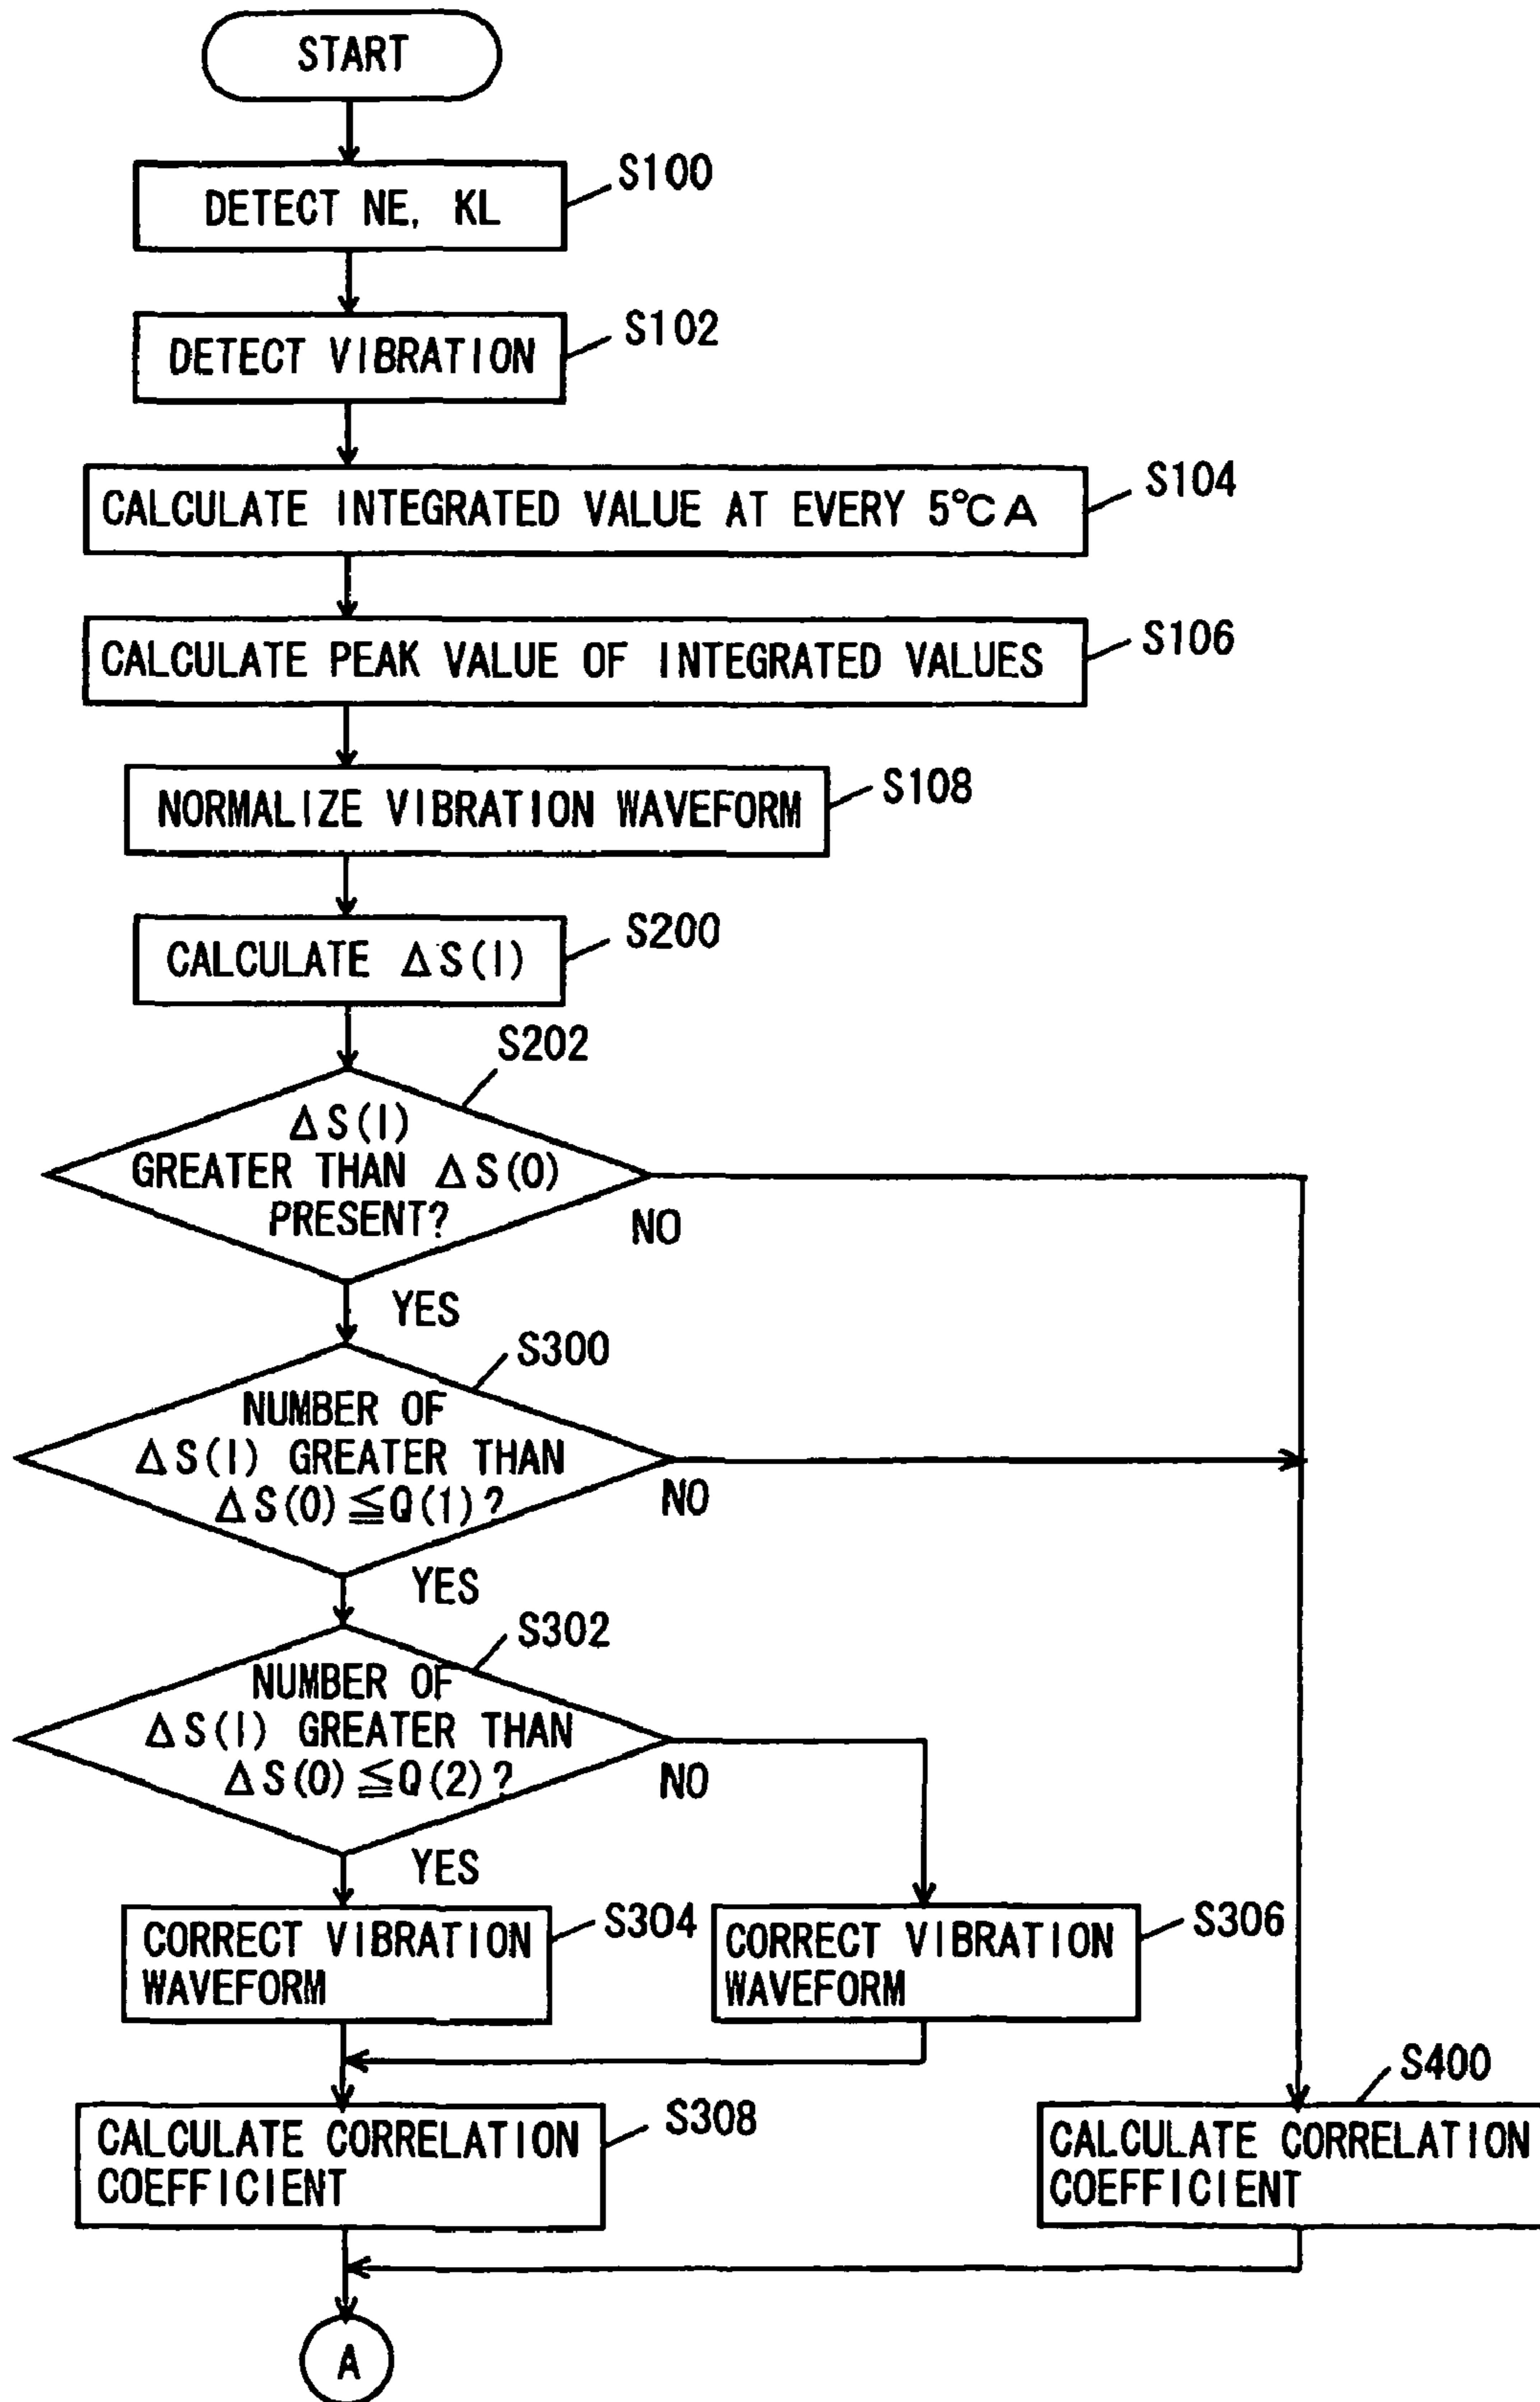 START
DETECT NE, KL
S100
DETECT VIBRATION
S102
CALCULATE INTEGRATED VALUE AT EVERY 5℃A
S104
CALCULATE PEAK VALUE OF INTEGRATED VALUES
S106
NORMALIZE VIBRATION WAVEFORM
S108
CALCULATE ΔS(I)
S200
S202
ΔS(I)
GREATER THAN ΔS(0)
PRESENT?
NO
YES
S300
NUMBER OF
ΔS(I) GREATER THAN
ΔS(0)≦Q(1)?
NO
YES
S302
NUMBER OF
ΔS(I) GREATER THAN
ΔS(0)≦Q(2)?
NO
YES
CORRECT VIBRATION
WAVEFORM
S304
CORRECT VIBRATION
WAVEFORM
S306
CALCULATE CORRELATION
COEFFICIENT
S308
S400
CALCULATE CORRELATION
COEFFICIENT
A